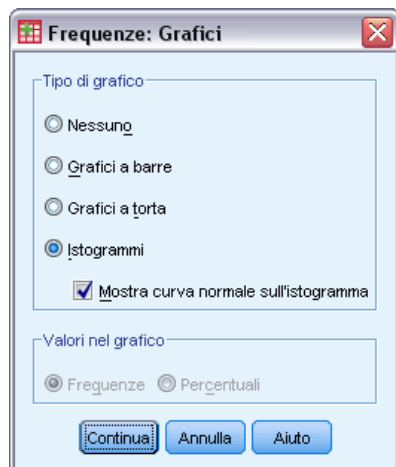 Frequenze: Grafici
Tipo di grafico
Nessuno
Grafici a barre
Grafici a torta
Istogrammi
Mostra curva normale sull'istogramma
Valori nel grafico
Frequenze Percentuali
Continua Annulla Aiuto